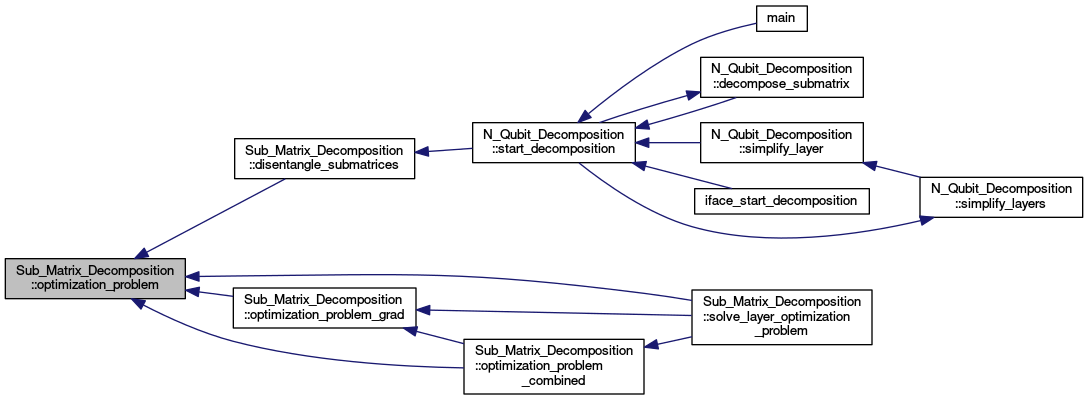 main
N_Qubit_Decomposition
::decompose_submatrix
N_Qubit_Decomposition
::start_decomposition
N_Qubit_Decomposition
::simplify_layer
Sub_Matrix_Decomposition
::disentangle_submatrices
iface_start_decomposition
N_Qubit_Decomposition
::simplify_layers
Sub_Matrix_Decomposition
::optimization_problem
Sub_Matrix_Decomposition
::optimization_problem_grad
Sub_Matrix_Decomposition
::solve_layer_optimization
_problem
Sub_Matrix_Decomposition
::optimization_problem
_combined